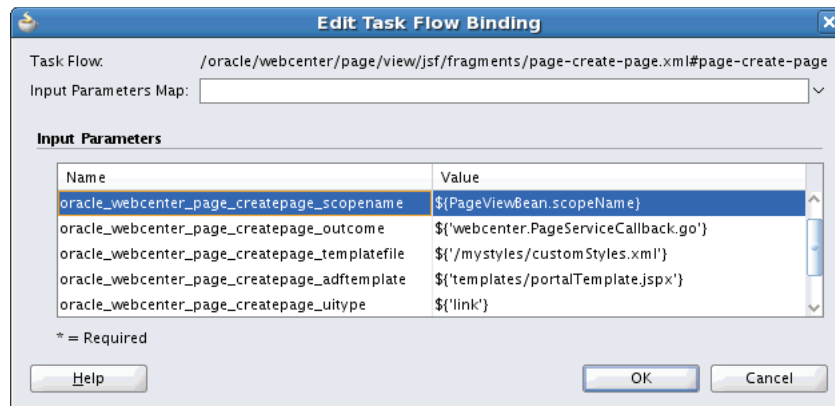 Edit Task Flow Binding
Task Flow: /oracle/webcenter/page/view/jsf/fragments/page-create-page.xml#page-create-page
Input Parameters Map:
Input Parameters
Name Value
oracle_webcenter_page_createpage_scopename ${PageViewBean.scopeName}
oracle_webcenter_page_createpage_outcome ${'webcenter.PageServiceCallback.go'}
oracle_webcenter_page_createpage_templatefile ${'/mystyles/customStyles.xml'}
oracle_webcenter_page_createpage_adftemplate ${'templates/portalTemplate.jspx'}
oracle_webcenter_page_createpage_uitype ${'link'}
* = Required
Help OK Cancel